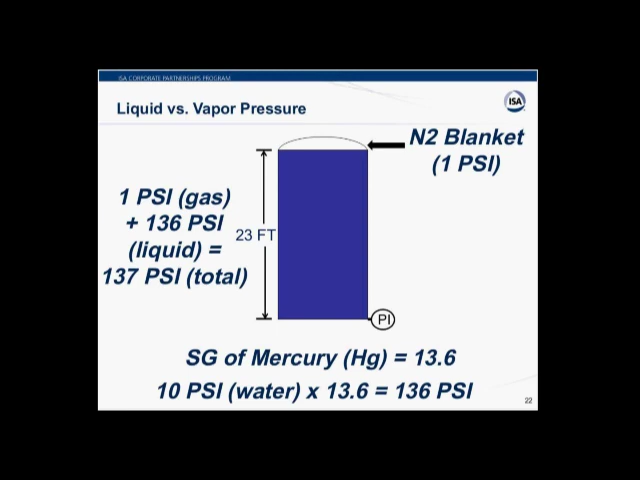 ISA CORPORATE PARTNERSHIPS PROGRAM
Liquid vs. Vapor Pressure
ISA
N2 Blanket
(1 PSI)
1 PSI (gas)
+ 136 PSI
(liquid) =
137 PSI (total)
23 FT
PI
SG of Mercury (Hg) = 13.6
10 PSI (water) x 13.6 = 136 PSI
22